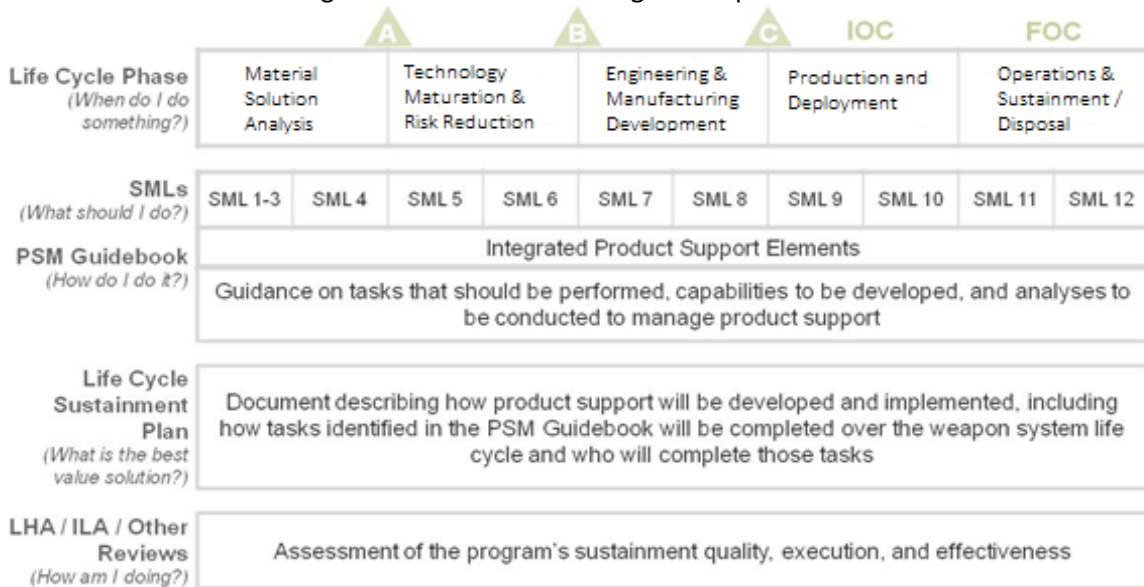 A B C IOC FOC
Life Cycle Phase
(When do I do
something?)
Material
Solution
Analysis
Technology
Maturation &
Risk Reduction
Engineering &
Manufacturing
Development
Production and
Deployment
Operations &
Sustainment /
Disposal
SMLs
(What should I do?)
SML 1-3 SML 4 SML 5 SML 6 SML 7 SML 8 SML 9 SML 10 SML 11 SML 12
PSM Guidebook
(How do I do it?)
Integrated Product Support Elements
Guidance on tasks that should be performed, capabilities to be developed, and analyses to
be conducted to manage product support
Life Cycle
Sustainment
Plan
(What is the best
value solution?)
Document describing how product support will be developed and implemented, including
how tasks identified in the PSM Guidebook will be completed over the weapon system life
cycle and who will complete those tasks
LHA / ILA / Other
Reviews
(How am I doing?)
Assessment of the program's sustainment quality, execution, and effectiveness